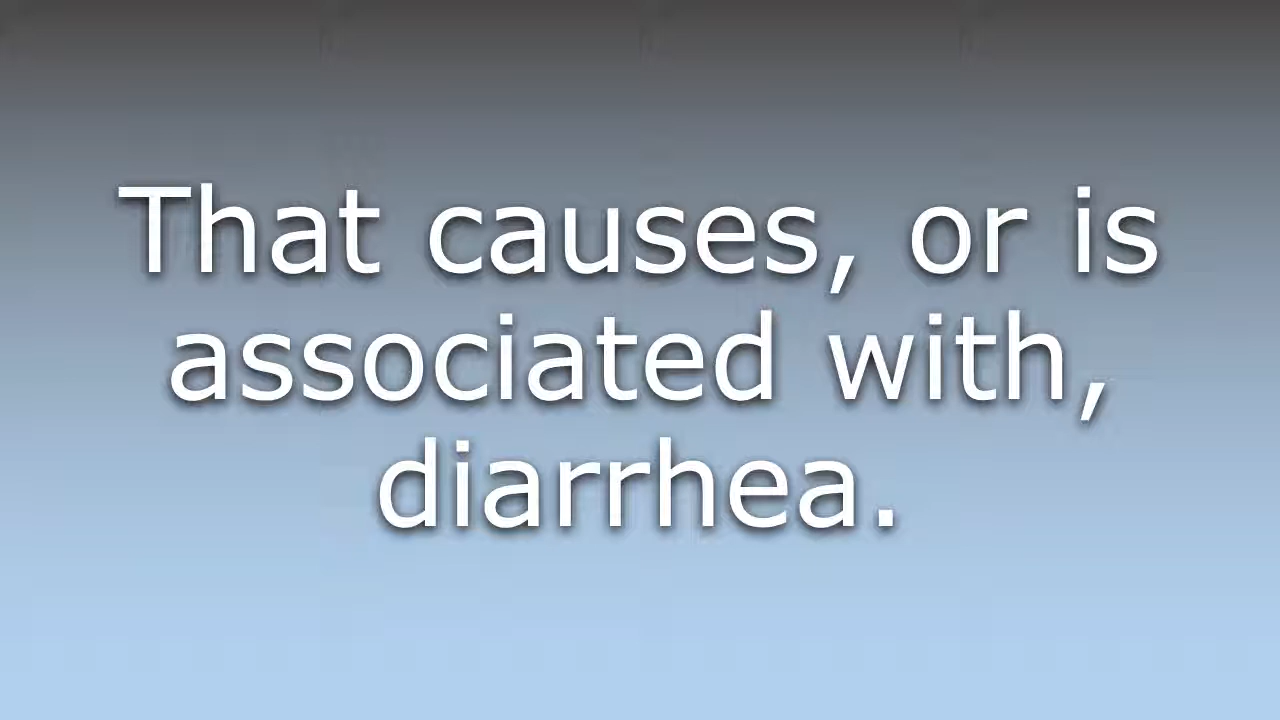 That causes, or is
associated with,
diarrhea.